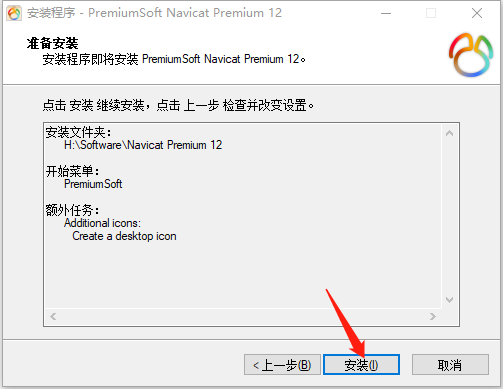 安装程序 - PremiumSoft Navicat Premium 12
准备安装
安装程序即将安装 PremiumSoft Navicat Premium 12。
点击 安装 继续安装，点击 上一步 检查并改变设置。
安装文件夹：
H:\Software\Navicat Premium 12
开始菜单：
PremiumSoft
额外任务：
Additional icons:
Create a desktop icon
< 上一步(B)
安装(I)
取消